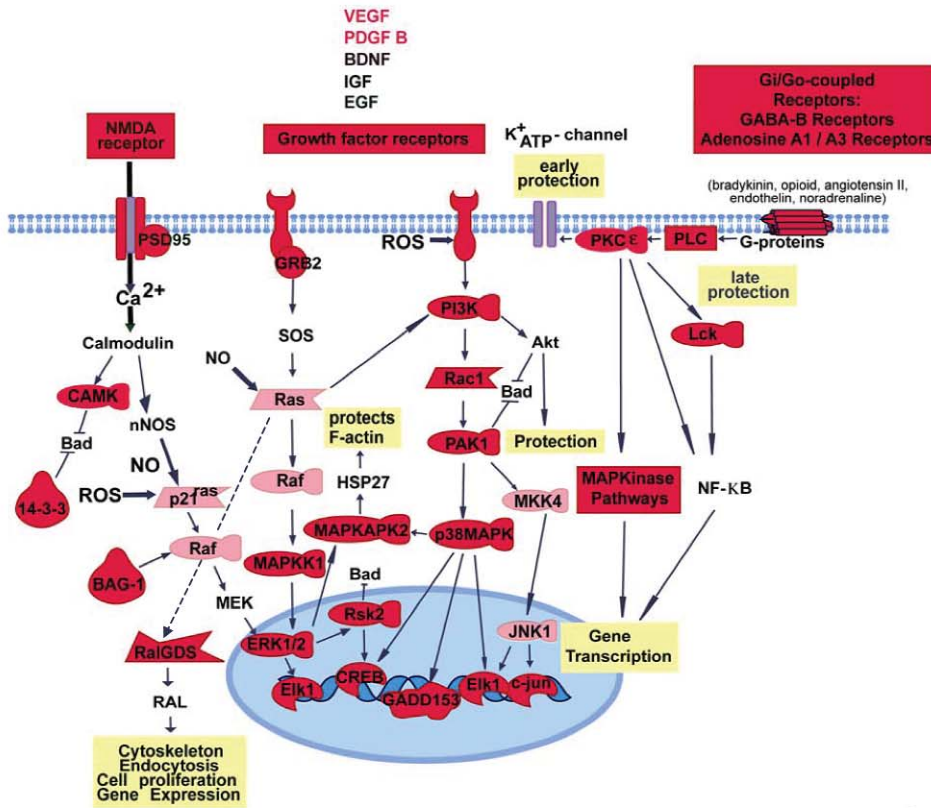 VEGF
PDGF B
BDNF
IGF
EGF
Gi/Go-coupled
Receptors:
GABA-B Receptors
Adenosine A1 / A3 Receptors
NMDA
receptor
Growth factor receptors
K+ATP - channel
early
protection
(bradykinin, opioid, angiotensin II,
endothelin, noradrenaline)
PSD95
GRB2
ROS
PKC ε
PLC
G-proteins
late
protection
Ca2+
PI3K
Lck
SOS
Calmodulin
Akt
NO
CAMK
Ras
Rac1
Bad
nNOS
protects
F-actin
Bad
PAK1
Protection
NO
Raf
HSP27
MAPKinase
Pathways
NF-κB
14-3-3
ROS
p21ras
MKK4
MAPKAPK2
p38MAPK
Raf
MAPKK1
BAG-1
Bad
MEK
Rsk2
JNK1
Gene
Transcription
RalGDS
ERK1/2
Elk1
CREB
GADD153
Elk1
c-jun
RAL
Cytoskeleton
Endocytosis
Cell proliferation
Gene Expression